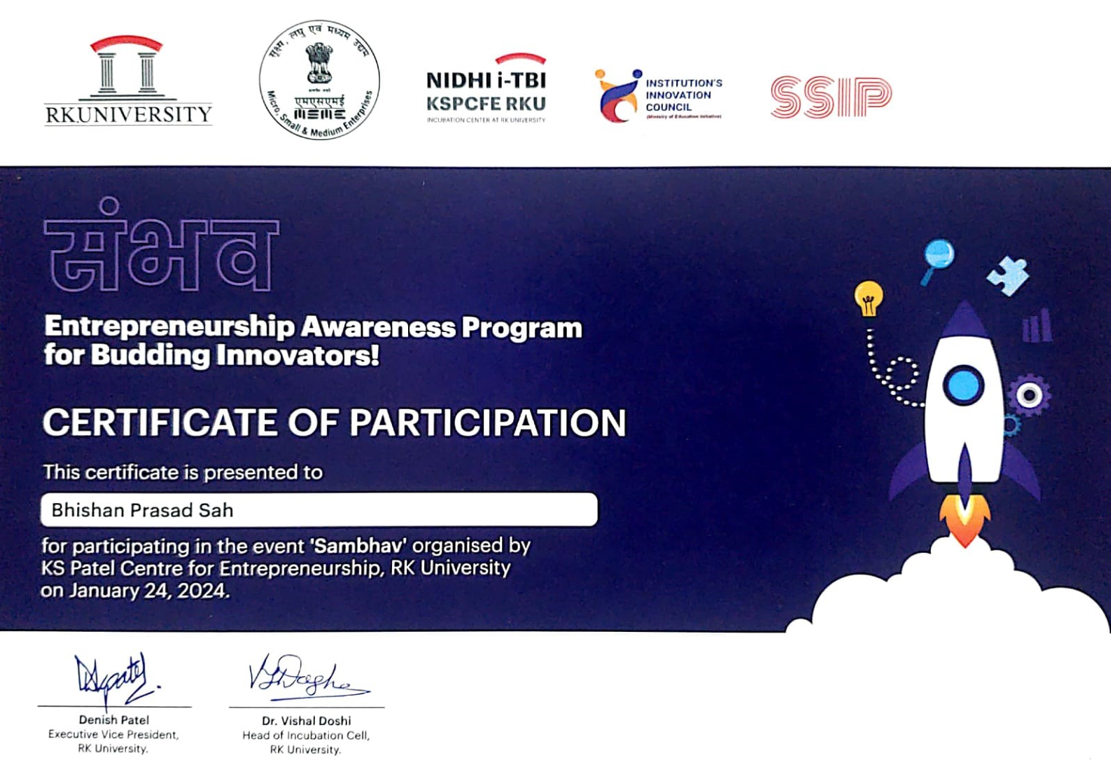 RKUNIVERSITY
सूक्ष्म, लघु एवं मध्यम उद्यम
एमएसएमई
MSME
Micro, Small & Medium Enterprises
NIDHI i-TBI
KSPCFE RKU
INCUBATION CENTER AT RK UNIVERSITY
INSTITUTION'S
INNOVATION
COUNCIL
(Ministry of Education Initiative)
SSIP
संभव
Entrepreneurship Awareness Program
for Budding Innovators!
CERTIFICATE OF PARTICIPATION
This certificate is presented to
Bhishan Prasad Sah
for participating in the event 'Sambhav' organised by
KS Patel Centre for Entrepreneurship, RK University
on January 24, 2024.
Denish Patel
Executive Vice President,
RK University.
Dr. Vishal Doshi
Head of Incubation Cell,
RK University.